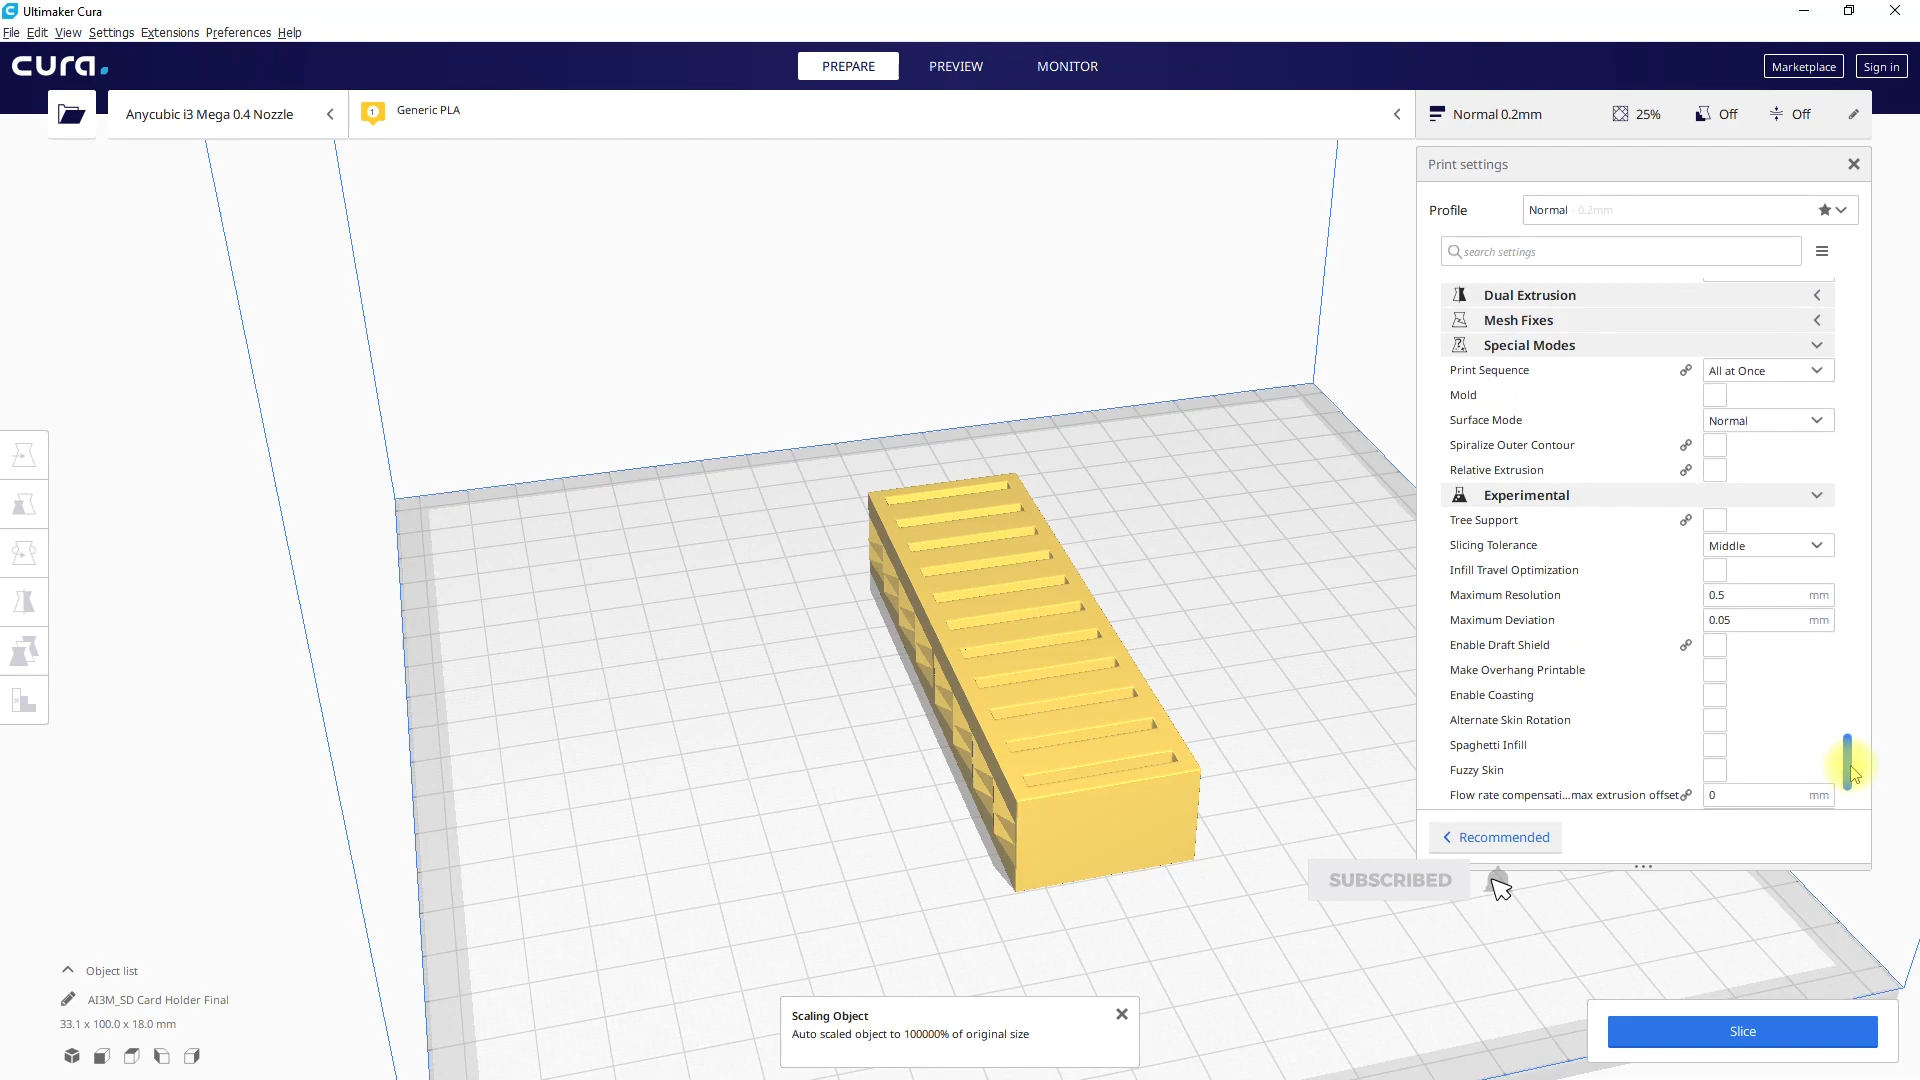 Ultimaker Cura
File Edit View Settings Extensions Preferences Help
cura.
PREPARE
PREVIEW
MONITOR
Marketplace
Sign in
Anycubic i3 Mega 0.4 Nozzle
1
Generic PLA
Normal 0.2mm
25%
Off
Off
Print settings
Profile
Normal - 0.2mm
search settings
Dual Extrusion
Mesh Fixes
Special Modes
Print Sequence
All at Once
Mold
Surface Mode
Normal
Spiralize Outer Contour
Relative Extrusion
Experimental
Tree Support
Slicing Tolerance
Middle
Infill Travel Optimization
Maximum Resolution
0.5 mm
Maximum Deviation
0.05 mm
Enable Draft Shield
Make Overhang Printable
Enable Coasting
Alternate Skin Rotation
Spaghetti Infill
Fuzzy Skin
Flow rate compensati...max extrusion offset
0 mm
Recommended
SUBSCRIBED
Object list
AI3M_SD Card Holder Final
33.1 x 100.0 x 18.0 mm
Scaling Object
Auto scaled object to 100000% of original size
Slice